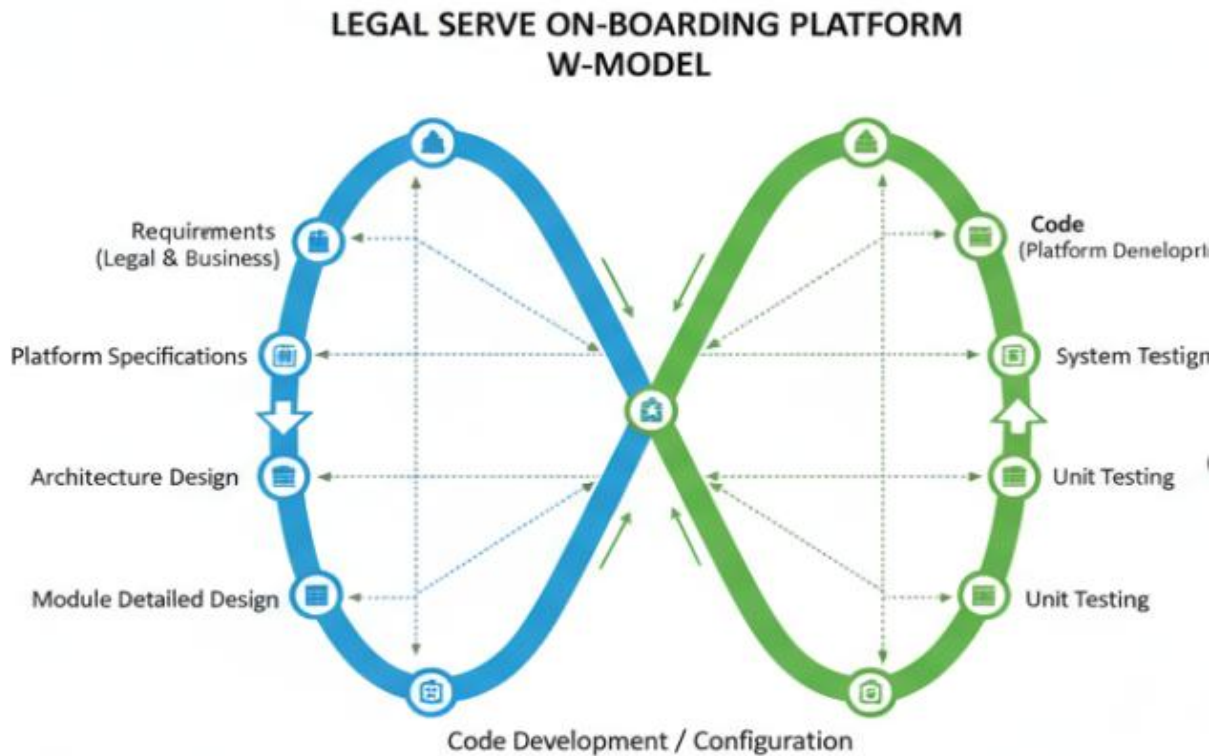 LEGAL SERVE ON-BOARDING PLATFORM
W-MODEL
Requirements
(Legal & Business)
Code
(Platform Denelopri
Platform Specifications
System Testign
Architecture Design
Unit Testing
Module Detailed Design
Unit Testing
Code Development / Configuration